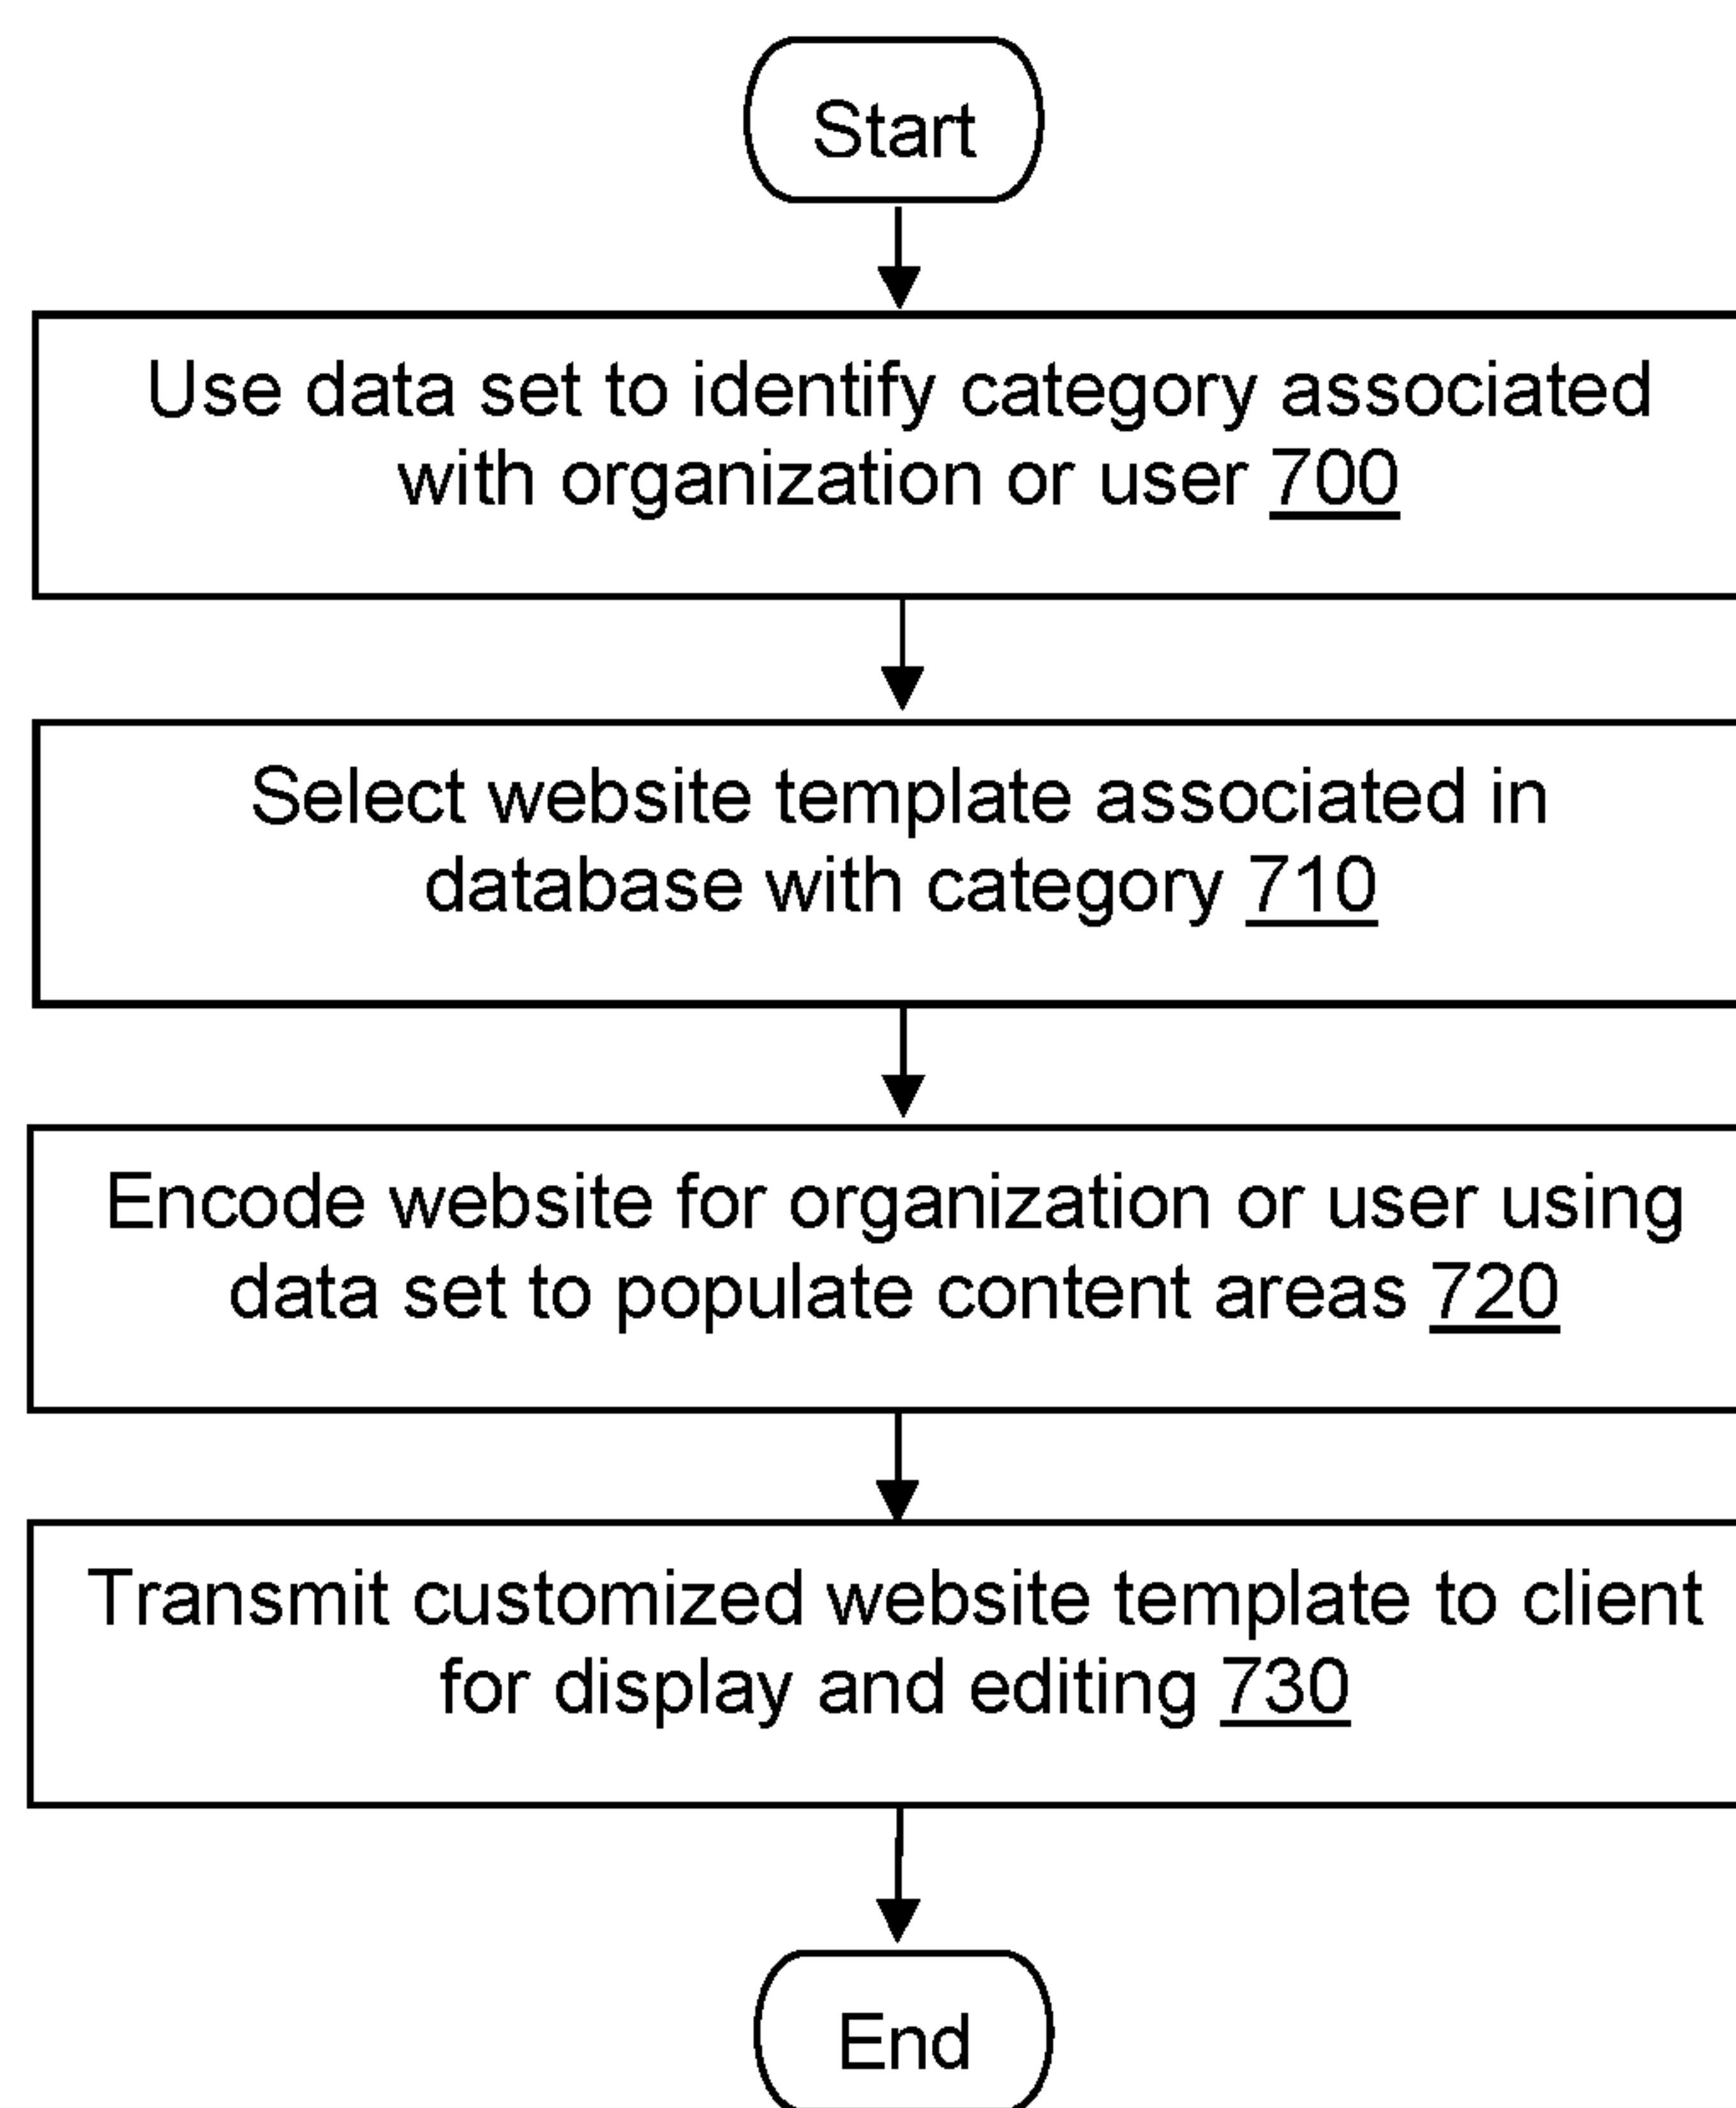 Start
Use data set to identify category associated
with organization or user 700
Select website template associated in
database with category 710
Encode website for organization or user using
data set to populate content areas 720
Transmit customized website template to client
for display and editing 730
End